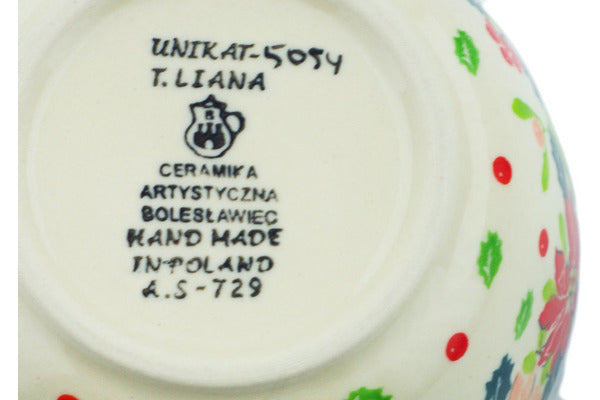 UNIKAT-5054
T. LIANA
B
CERAMIKA
ARTYSTYCZNA
BOLESŁAWIEC
HAND MADE
IN POLAND
A.S-729